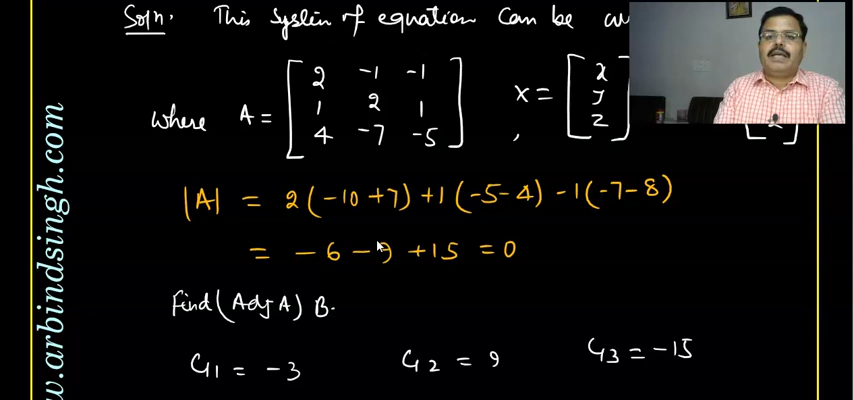 Soln. This system of equation can be
where A = [ 2 -1 -1 ; 1 2 1 ; 4 -7 -5 ] , X = [ x ; y ; z ]
|A| = 2(-10+7) +1(-5-4) -1(-7-8)
= -6 -9 +15 = 0
Find (Adj A) B.
C11 = -3 C12 = 9 C13 = -15
w.arbindsingh.com